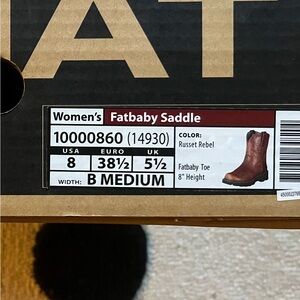 IAT
Women's Fatbaby Saddle
10000860 (14930)
USA EURO UK
8 38½ 5½
WIDTH: B MEDIUM
COLOR:
Russet Rebel
Fatbaby Toe
8" Height